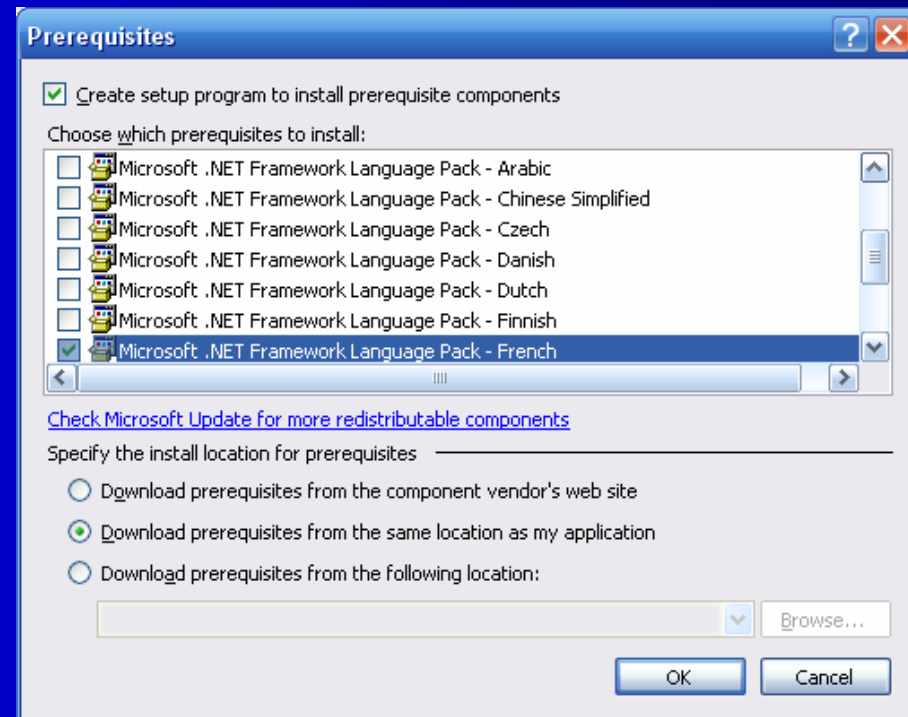 Prerequisites
Create setup program to install prerequisite components
Choose which prerequisites to install:
Microsoft .NET Framework Language Pack - Arabic
Microsoft .NET Framework Language Pack - Chinese Simplified
Microsoft .NET Framework Language Pack - Czech
Microsoft .NET Framework Language Pack - Danish
Microsoft .NET Framework Language Pack - Dutch
Microsoft .NET Framework Language Pack - Finnish
Microsoft .NET Framework Language Pack - French
Check Microsoft Update for more redistributable components
Specify the install location for prerequisites
Download prerequisites from the component vendor's web site
Download prerequisites from the same location as my application
Download prerequisites from the following location:
Browse...
OK Cancel